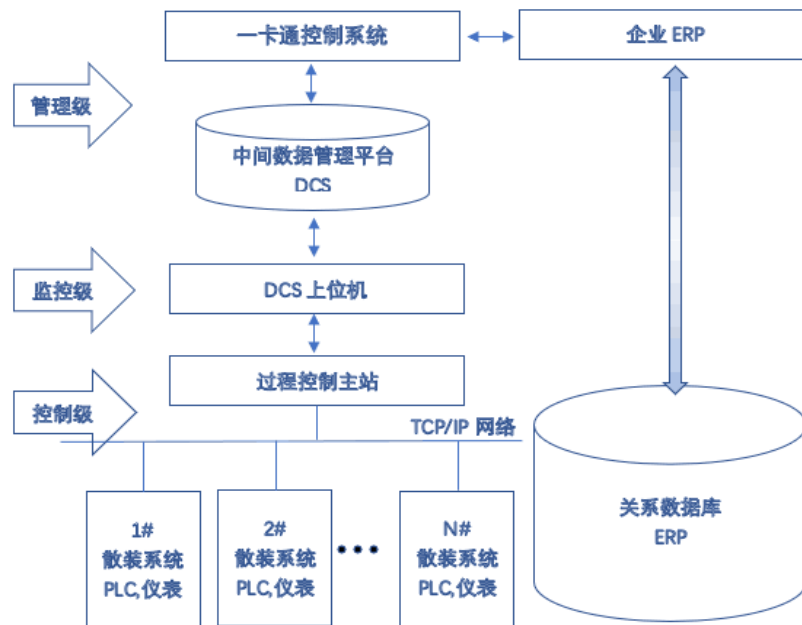 一卡通控制系统
企业 ERP
管理级
中间数据管理平台
DCS
监控级
DCS 上位机
过程控制主站
控制级
TCP/IP 网络
1#
散装系统
PLC,仪表
2#
散装系统
PLC,仪表
•••
N#
散装系统
PLC,仪表
关系数据库
ERP